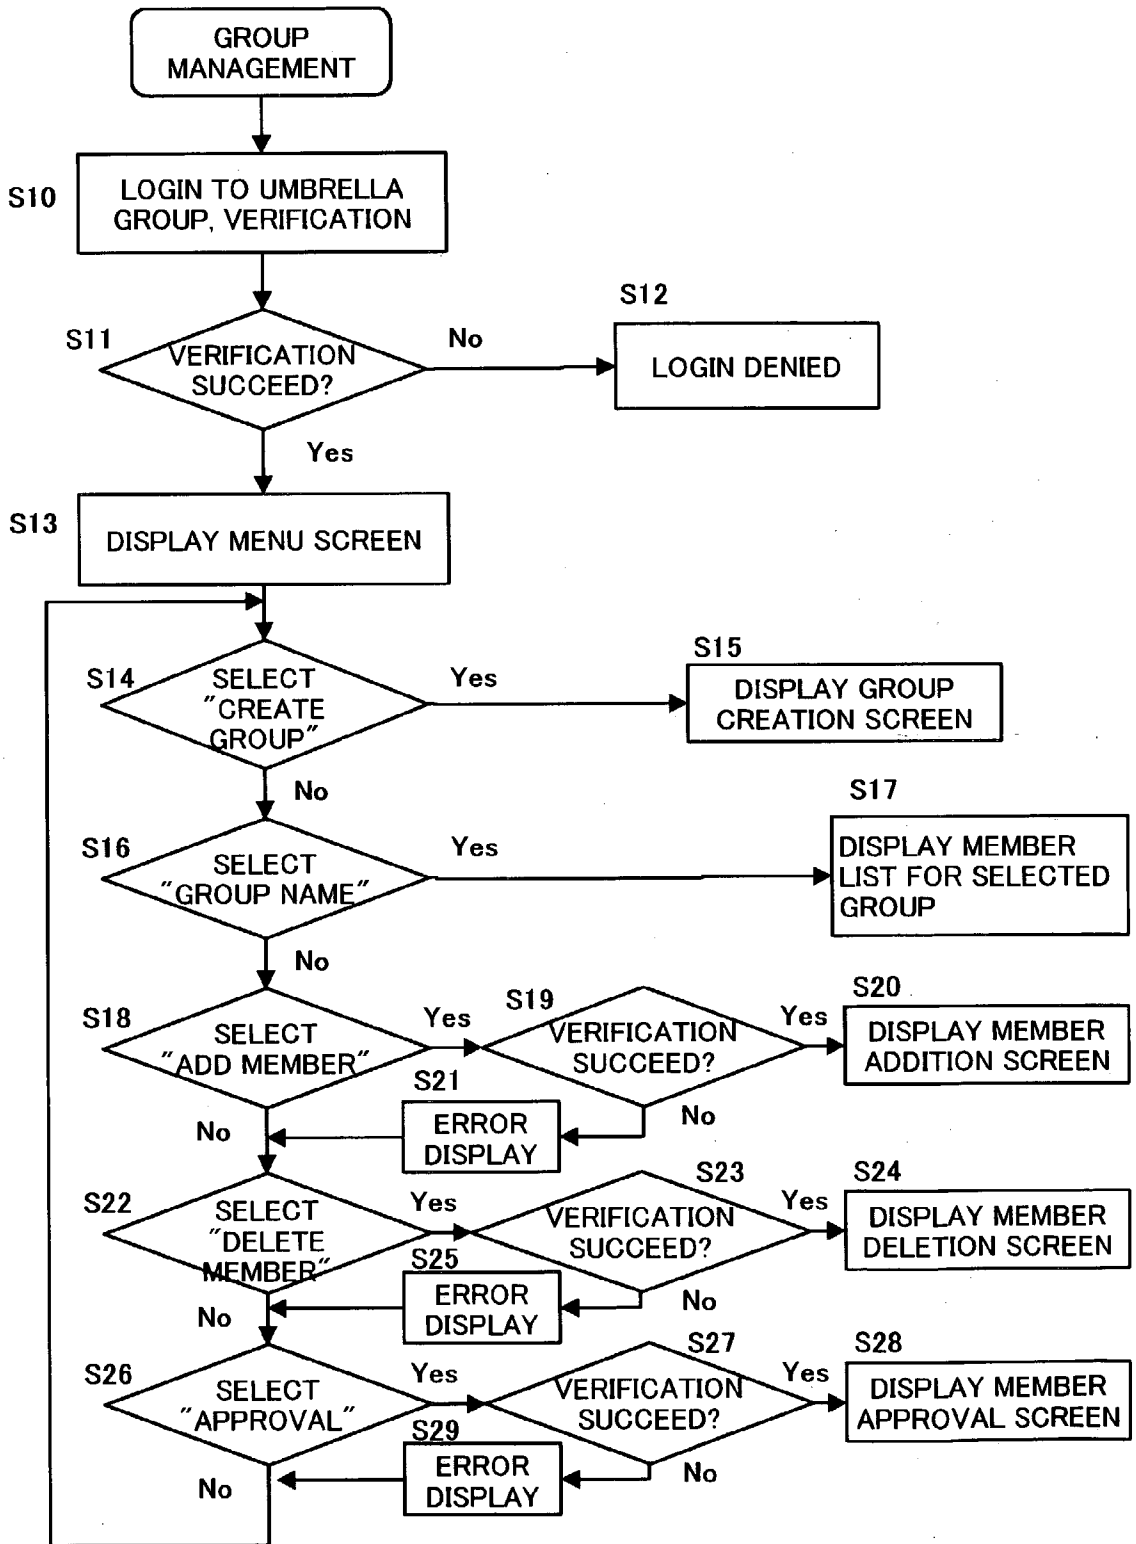 GROUP
MANAGEMENT
S10
LOGIN TO UMBRELLA
GROUP, VERIFICATION
S11
VERIFICATION
SUCCEED?
No
S12
LOGIN DENIED
Yes
S13
DISPLAY MENU SCREEN
S14
SELECT
"CREATE
GROUP"
Yes
S15
DISPLAY GROUP
CREATION SCREEN
No
S16
SELECT
"GROUP NAME"
Yes
S17
DISPLAY MEMBER
LIST FOR SELECTED
GROUP
No
S18
SELECT
"ADD MEMBER"
Yes
S19
VERIFICATION
SUCCEED?
Yes
S20
DISPLAY MEMBER
ADDITION SCREEN
No
S21
ERROR
DISPLAY
No
S22
SELECT
"DELETE
MEMBER"
Yes
S23
VERIFICATION
SUCCEED?
Yes
S24
DISPLAY MEMBER
DELETION SCREEN
No
S25
ERROR
DISPLAY
No
S26
SELECT
"APPROVAL"
Yes
S27
VERIFICATION
SUCCEED?
Yes
S28
DISPLAY MEMBER
APPROVAL SCREEN
No
S29
ERROR
DISPLAY
No